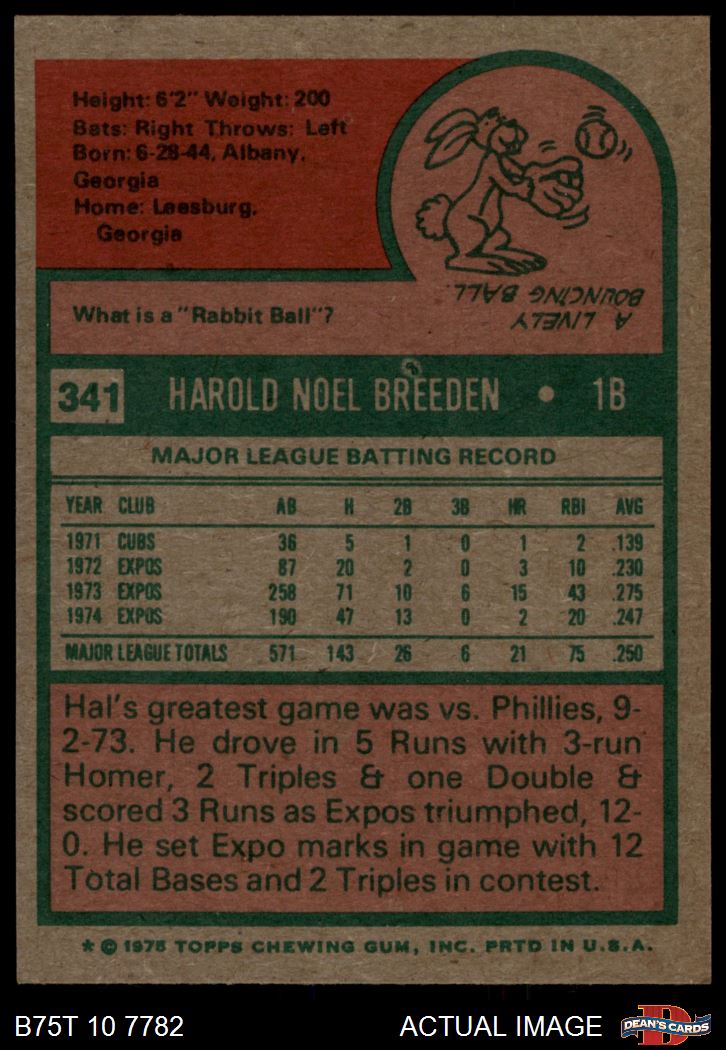 Height: 6'2" Weight: 200
Bats: Right Throws: Left
Born: 6-28-44, Albany,
Georgia
Home: Leesburg,
Georgia
What is a "Rabbit Ball"?
A LIVELY
BOUNCING BALL.
341 HAROLD NOEL BREEDEN • 1B
MAJOR LEAGUE BATTING RECORD
YEAR CLUB AB H 2B 3B HR RBI AVG
1971 CUBS 36 5 1 0 1 2 .139
1972 EXPOS 87 20 2 0 3 10 .230
1973 EXPOS 258 71 10 6 15 43 .275
1974 EXPOS 190 47 13 0 2 20 .247
MAJOR LEAGUE TOTALS 571 143 26 6 21 75 .250
Hal's greatest game was vs. Phillies, 9-
2-73. He drove in 5 Runs with 3-run
Homer, 2 Triples & one Double &
scored 3 Runs as Expos triumphed, 12-
0. He set Expo marks in game with 12
Total Bases and 2 Triples in contest.
* © 1975 TOPPS CHEWING GUM, INC. PRTD IN U.S.A.
B75T 10 7782 ACTUAL IMAGE
D
DEAN'S CARDS